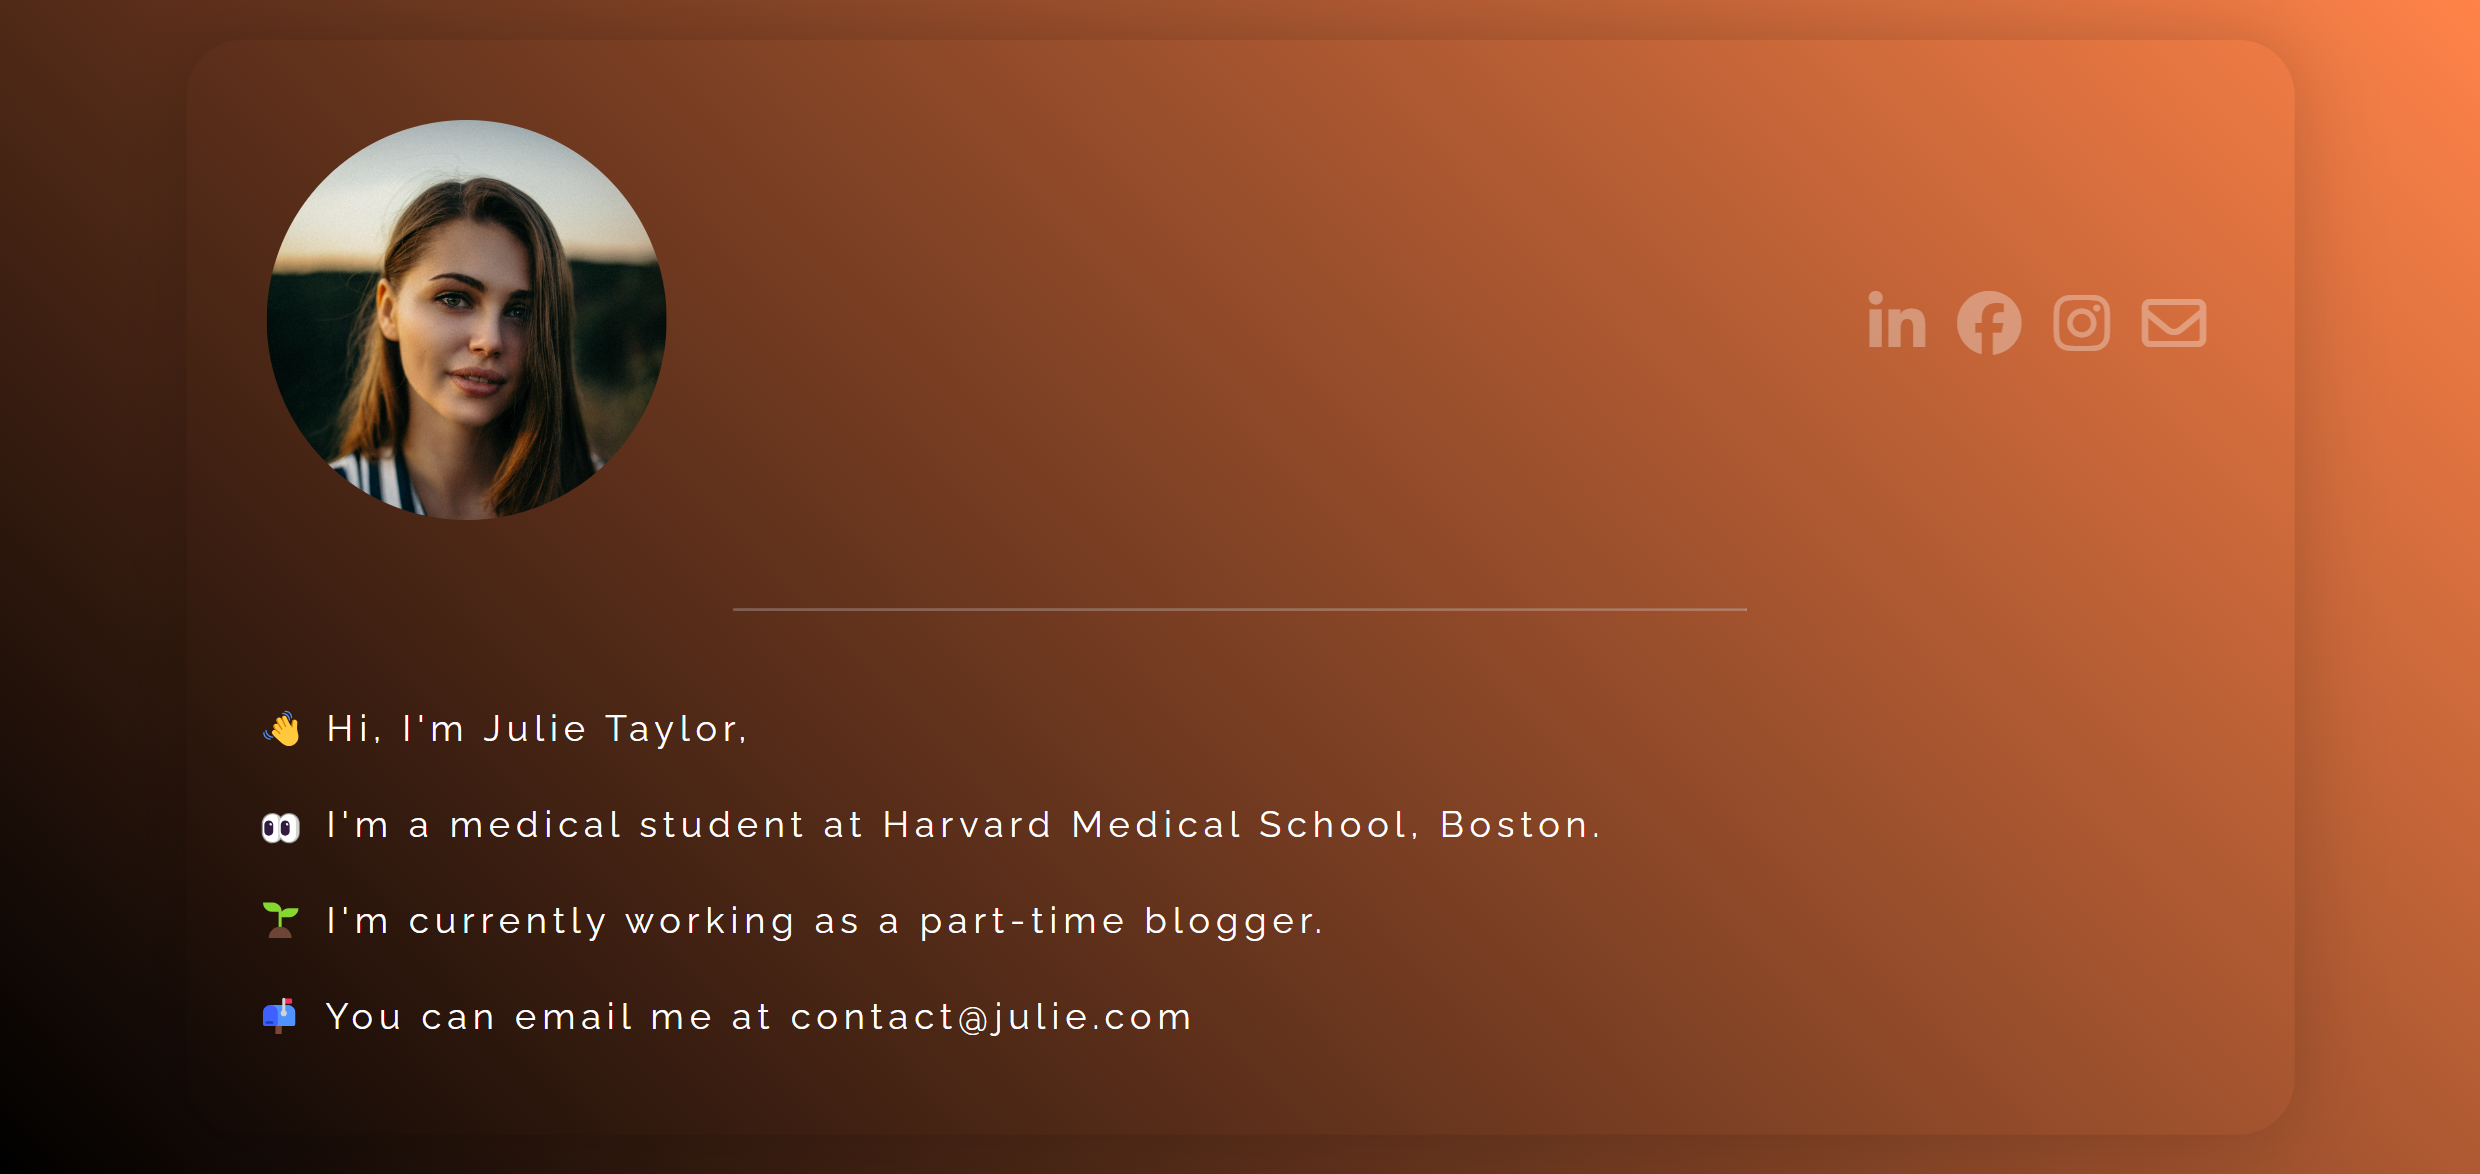 👋 Hi, I'm Julie Taylor,
👀 I'm a medical student at Harvard Medical School, Boston.
🌱 I'm currently working as a part-time blogger.
📫 You can email me at contact@julie.com